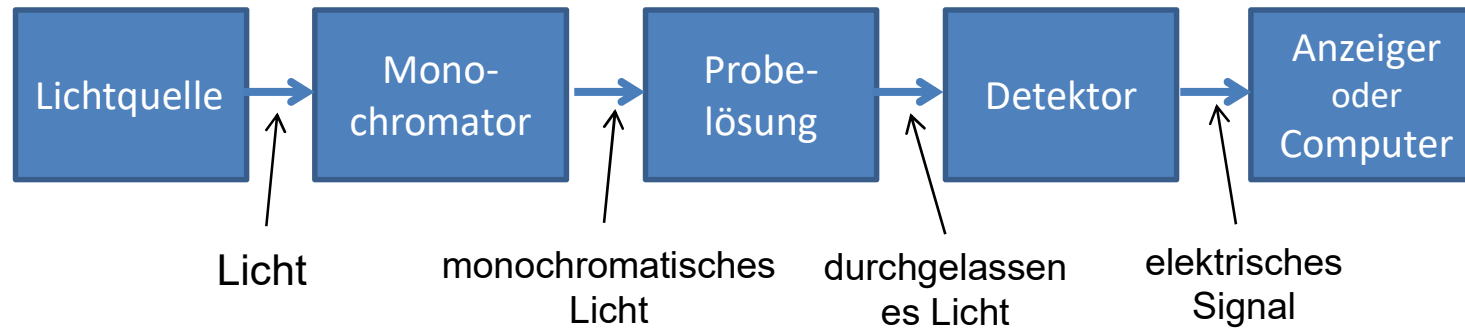 Lichtquelle
Mono-
chromator
Probe-
lösung
Detektor
Anzeiger
oder
Computer
Licht
monochromatisches
Licht
durchgelassen
es Licht
elektrisches
Signal